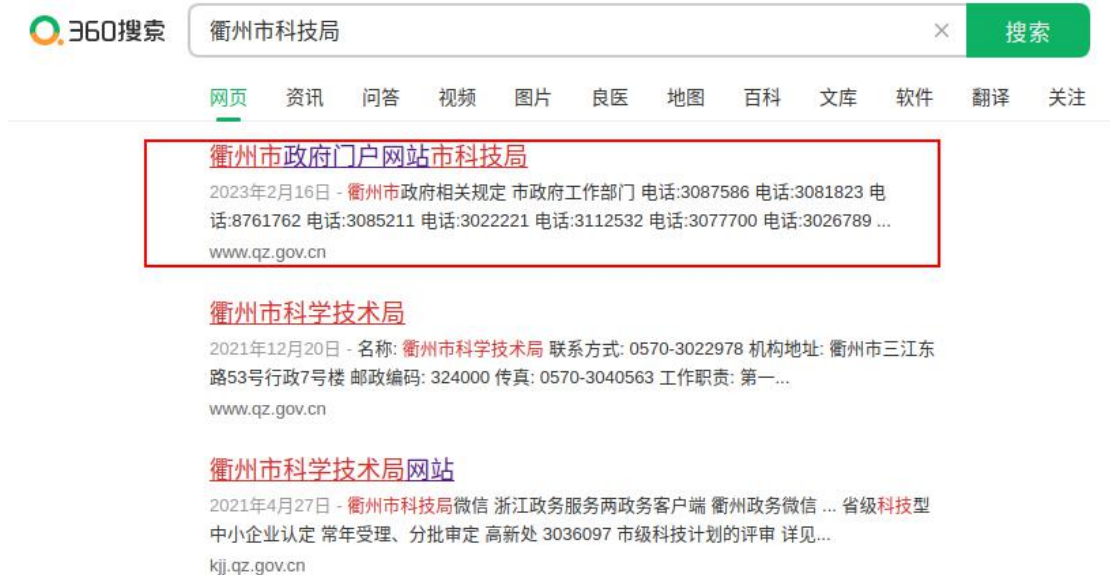 360搜索
衢州市科技局
×
搜索
网页 资讯 问答 视频 图片 良医 地图 百科 文库 软件 翻译 关注
衢州市政府门户网站市科技局
2023年2月16日 - 衢州市政府相关规定 市政府工作部门 电话:3087586 电话:3081823 电
话:8761762 电话:3085211 电话:3022221 电话:3112532 电话:3077700 电话:3026789 ...
www.qz.gov.cn
衢州市科学技术局
2021年12月20日 - 名称: 衢州市科学技术局 联系方式: 0570-3022978 机构地址: 衢州市三江东
路53号行政7号楼 邮政编码: 324000 传真: 0570-3040563 工作职责: 第一...
www.qz.gov.cn
衢州市科学技术局网站
2021年4月27日 - 衢州市科技局微信 浙江政务服务两政务客户端 衢州政务微信 ... 省级科技型
中小企业认定 常年受理、分批审定 高新处 3036097 市级科技计划的评审 详见...
kjj.qz.gov.cn